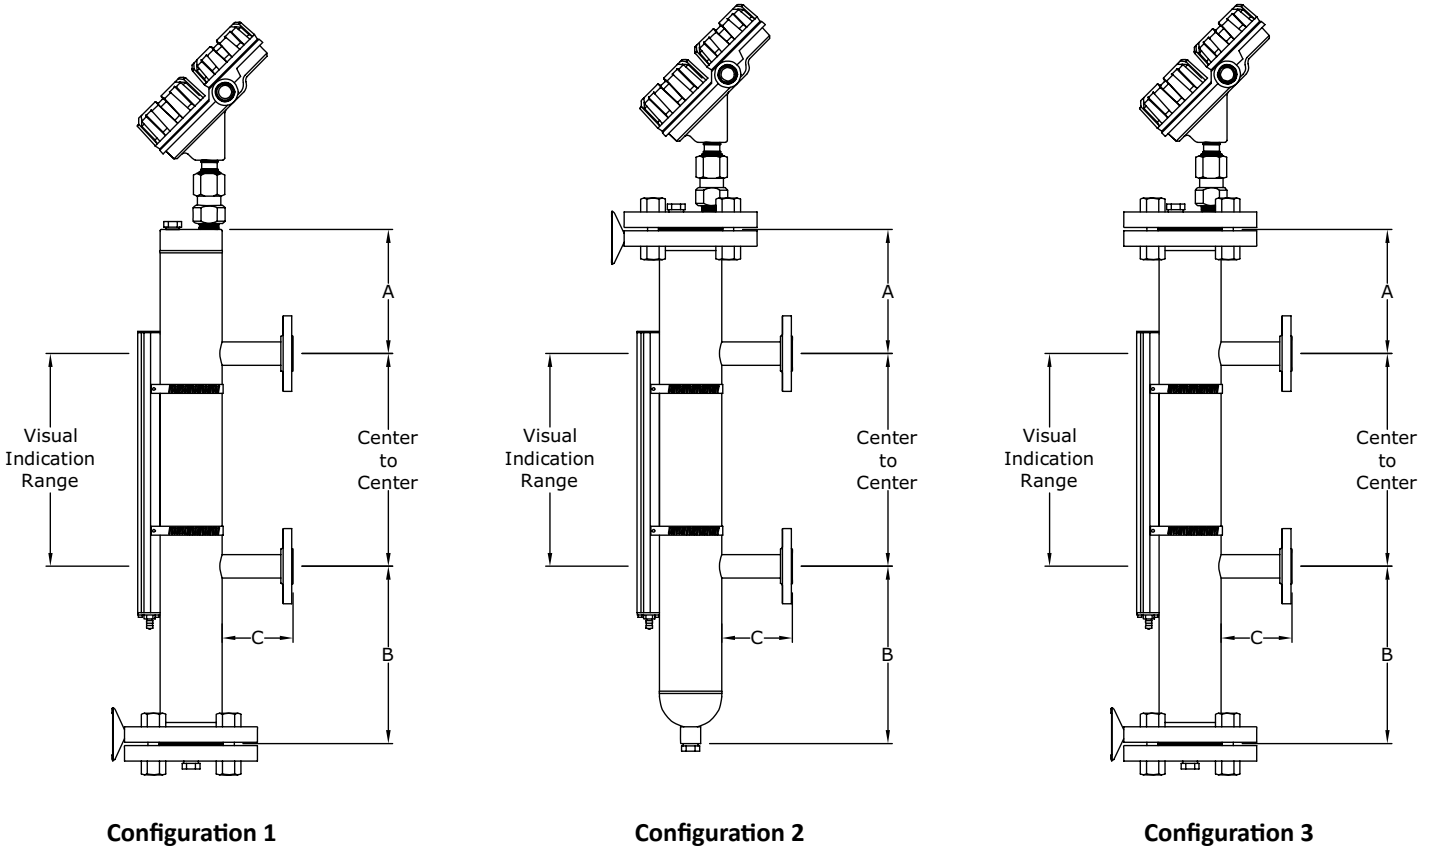 A
Visual
Indication
Range
Center
to
Center
C
B
Configuration 1
A
Visual
Indication
Range
Center
to
Center
C
B
Configuration 2
A
Visual
Indication
Range
Center
to
Center
C
B
Configuration 3